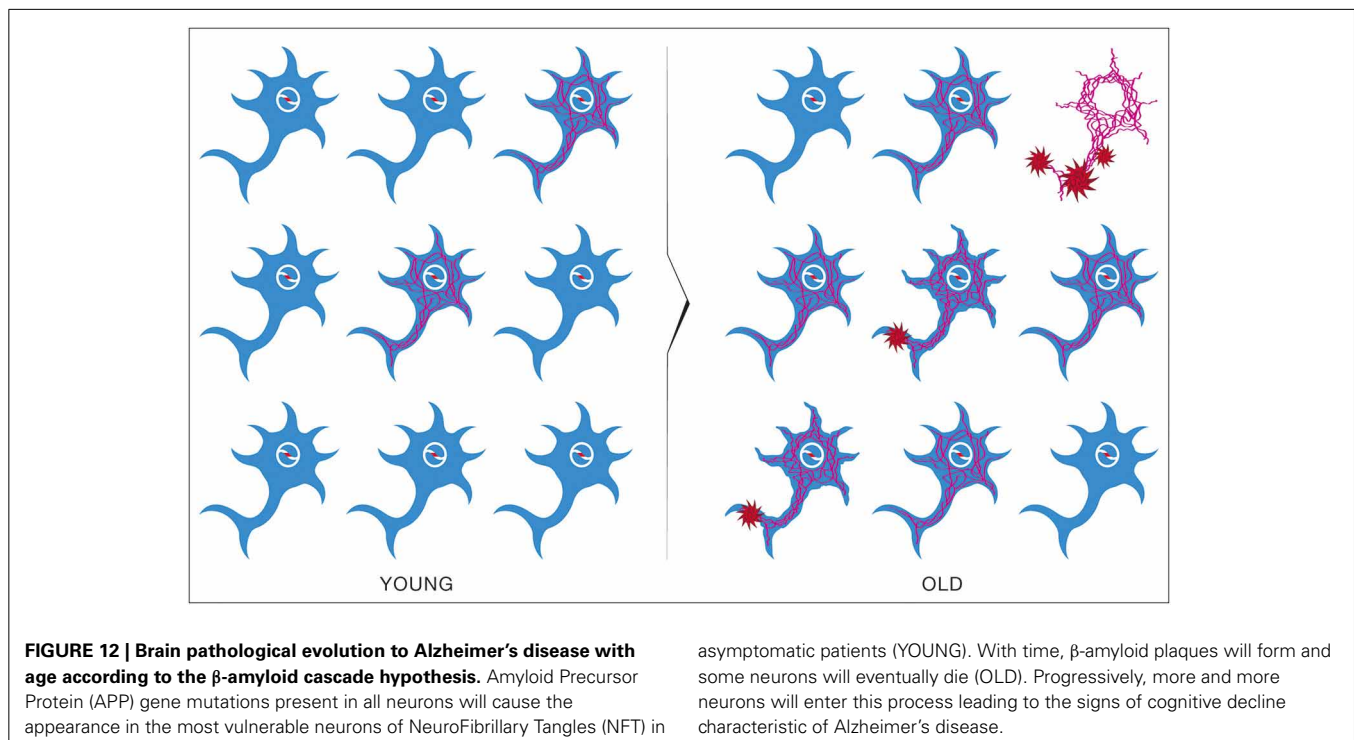 YOUNG
OLD
FIGURE 12 | Brain pathological evolution to Alzheimer's disease with
age according to the β-amyloid cascade hypothesis. Amyloid Precursor
Protein (APP) gene mutations present in all neurons will cause the
appearance in the most vulnerable neurons of NeuroFibrillary Tangles (NFT) in
asymptomatic patients (YOUNG). With time, β-amyloid plaques will form and
some neurons will eventually die (OLD). Progressively, more and more
neurons will enter this process leading to the signs of cognitive decline
characteristic of Alzheimer's disease.